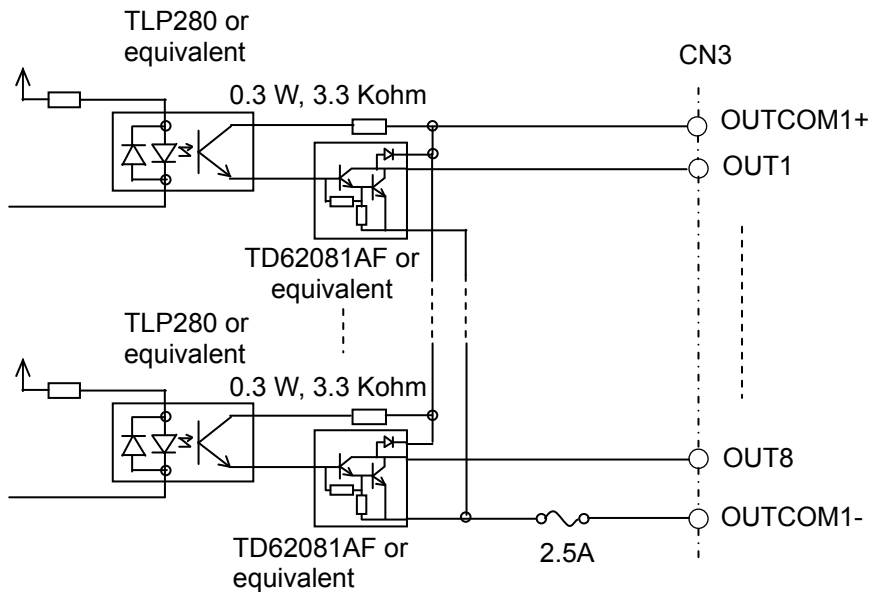 TLP280 or
equivalent
CN3
0.3 W, 3.3 Kohm
OUTCOM1+
OUT1
TD62081AF or
equivalent
TLP280 or
equivalent
0.3 W, 3.3 Kohm
OUT8
OUTCOM1-
2.5A
TD62081AF or
equivalent